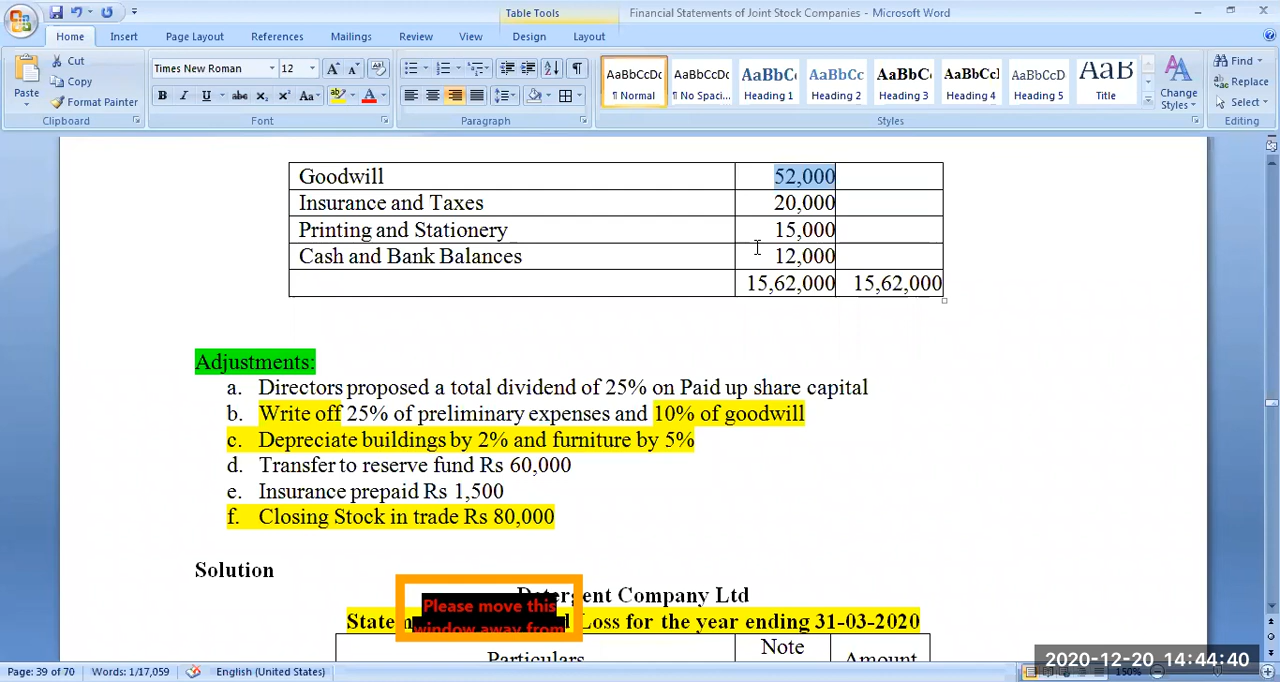 Table Tools
Financial Statements of Joint Stock Companies - Microsoft Word
Home Insert Page Layout References Mailings Review View Design Layout
Paste
Cut
Copy
Format Painter
Clipboard
Times New Roman 12
Font
Paragraph
AaBbCcDc AaBbCcDc AaBbC AaBbCc AaBbCc AaBbCcI AaBbCcD AaB
¶ Normal ¶ No Spaci... Heading 1 Heading 2 Heading 3 Heading 4 Heading 5 Title
Change Styles
Styles
Find
Replace
Select
Editing
Goodwill 52,000
Insurance and Taxes 20,000
Printing and Stationery 15,000
Cash and Bank Balances 12,000
15,62,000 15,62,000
Adjustments:
a. Directors proposed a total dividend of 25% on Paid up share capital
b. Write off 25% of preliminary expenses and 10% of goodwill
c. Depreciate buildings by 2% and furniture by 5%
d. Transfer to reserve fund Rs 60,000
e. Insurance prepaid Rs 1,500
f. Closing Stock in trade Rs 80,000
Solution
Detergent Company Ltd
Please move this
window away from
Loss for the year ending 31-03-2020
Particulars Note Amount
Page: 39 of 70 Words: 1/17,059 English (United States) 150%
2020-12-20 14:44:40